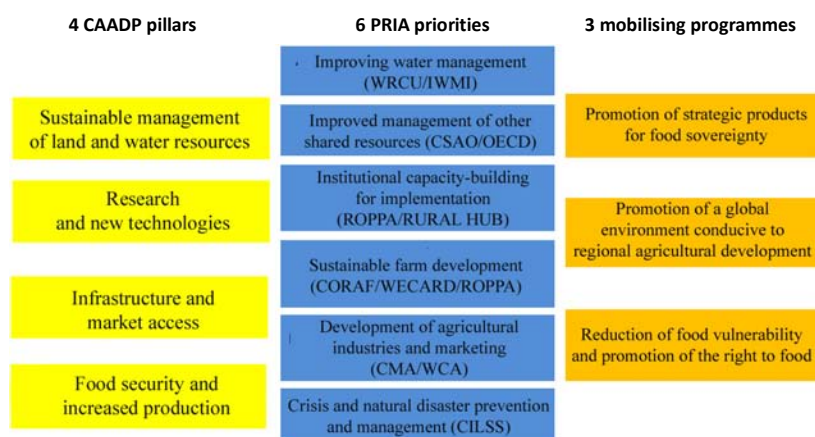 4 CAADP pillars
6 PRIA priorities
3 mobilising programmes
Sustainable management
of land and water resources
Research
and new technologies
Infrastructure and
market access
Food security and
increased production
Improving water management
(WRCU/IWMI)
Improved management of other
shared resources (CSAO/OECD)
Institutional capacity-building
for implementation
(ROPPA/RURAL HUB)
Sustainable farm development
(CORAF/WECARD/ROPPA)
Development of agricultural
industries and marketing
(CMA/WCA)
Crisis and natural disaster prevention
and management (CILSS)
Promotion of strategic products
for food sovereignty
Promotion of a global
environment conducive to
regional agricultural development
Reduction of food vulnerability
and promotion of the right to food